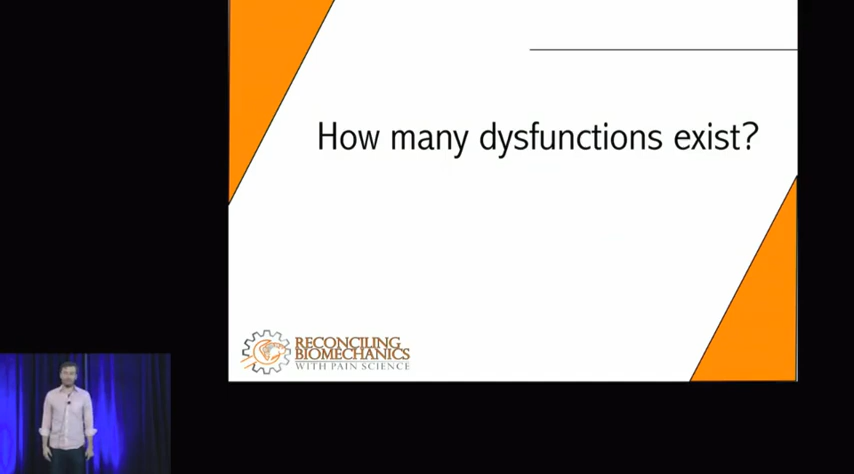 How many dysfunctions exist?
RECONCILING
BIOMECHANICS
WITH PAIN SCIENCE